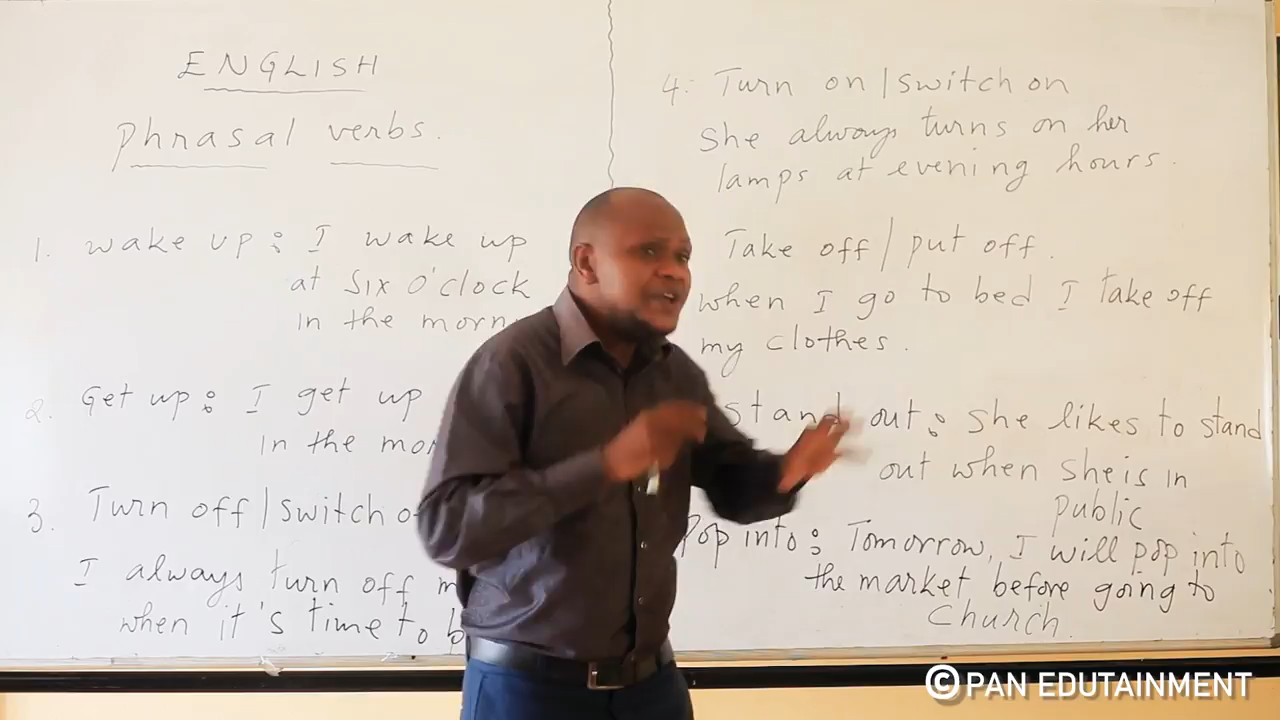 ENGLISH
Phrasal verbs.
1. wake up : I wake up
at Six O'clock
in the morn
2. Get up : I get up
in the mor
3. Turn off / switch o
I always turn off m
when it's time to b
4: Turn on / switch on
She always turns on her
lamps at evening hours.
Take off / put off.
when I go to bed I take off
my clothes.
stand out : She likes to stand
out when she is in
public
Pop into : Tomorrow, I will pop into
the market before going to
Church.
©PAN EDUTAINMENT